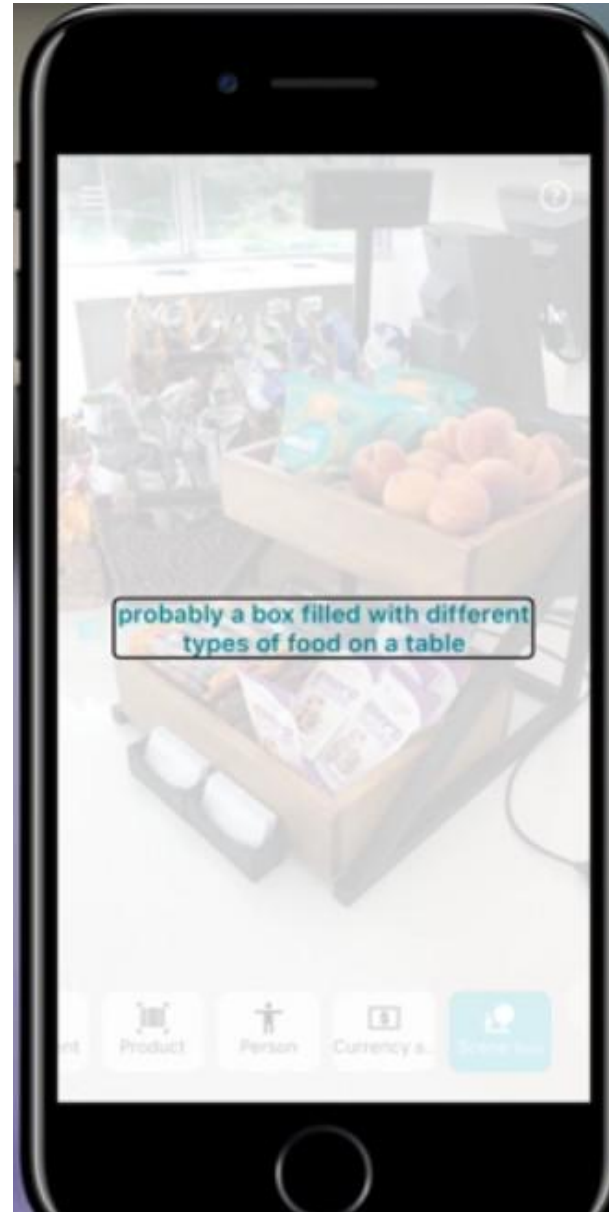 ?
probably a box filled with different
types of food on a table
Product
Person
Currency a..